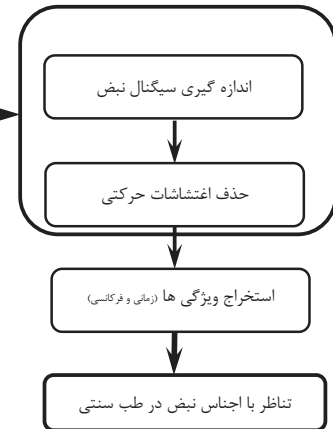 اندازه گیری سیگنال نبض
حذف اغتشاشات حرکتی
استخراج ویژگی ها (زمانی و فرکانسی)
تناظر با اجناس نبض در طب سنتی